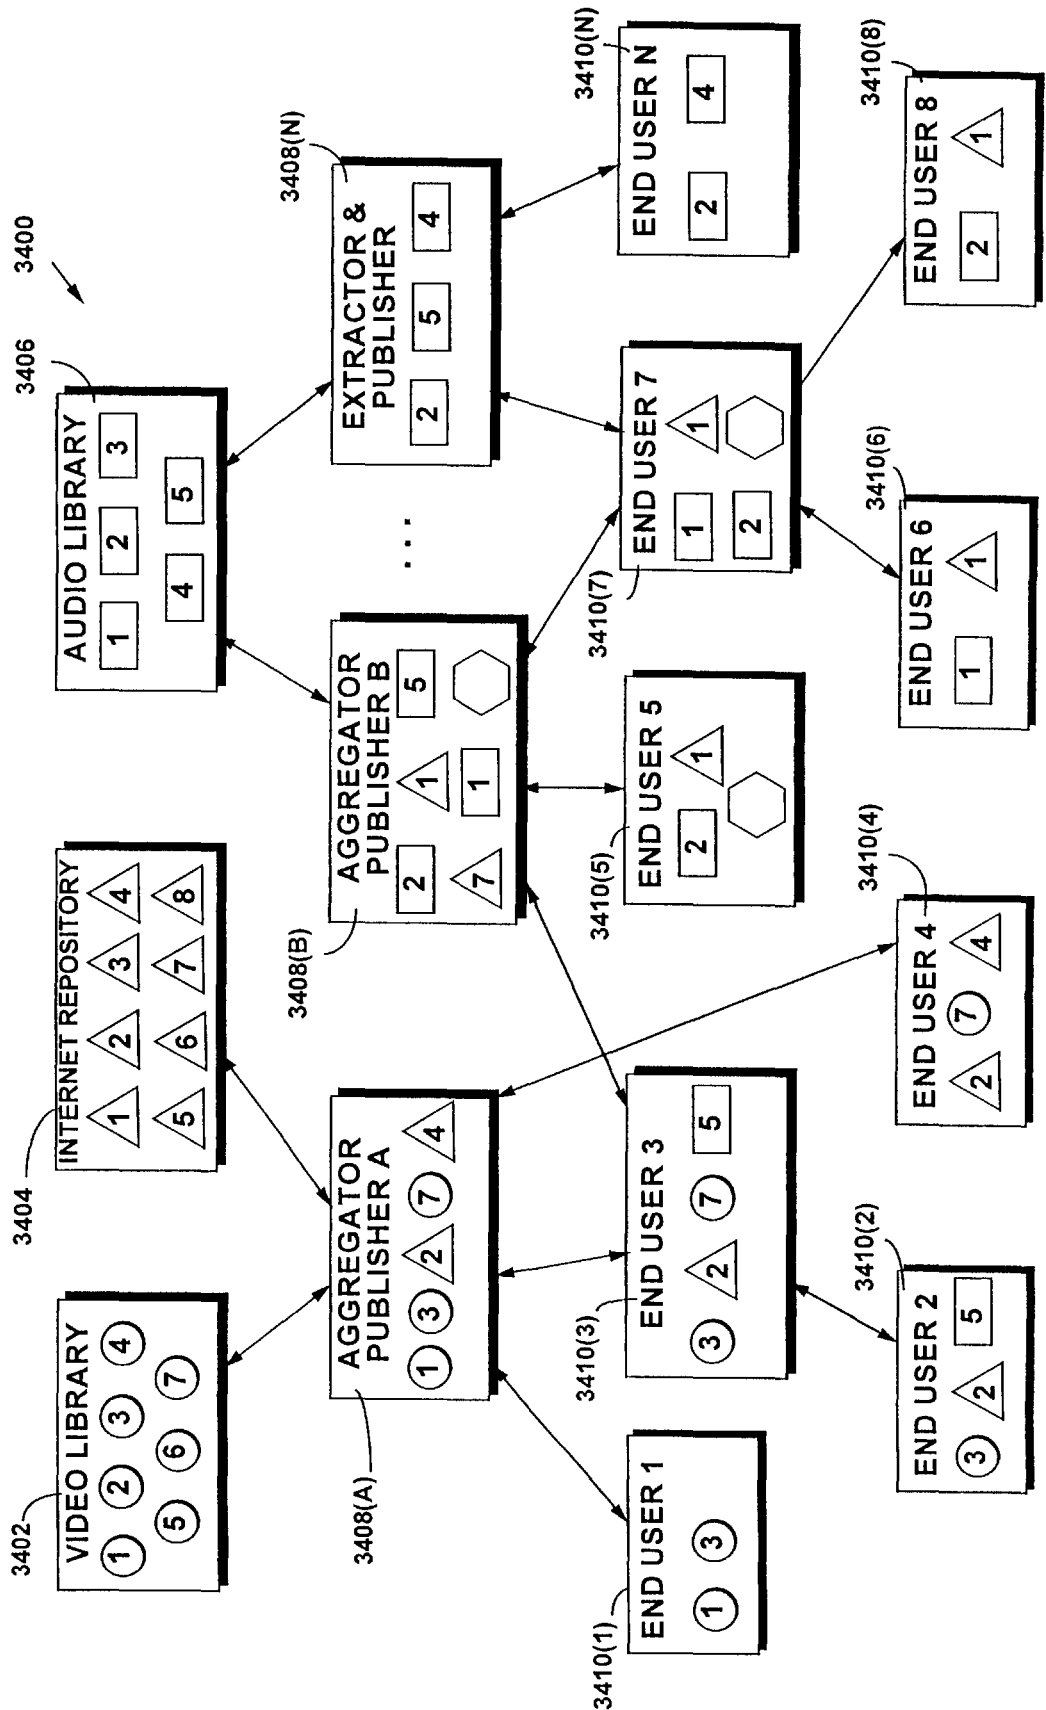 3400
3402
VIDEO LIBRARY
1 2 3 4
5 6 7
3404
INTERNET REPOSITORY
1 2 3 4
5 6 7 8
3406
AUDIO LIBRARY
1 2 3
4 5
3408(A)
AGGREGATOR
PUBLISHER A
1 3 2 7 4
3408(B)
AGGREGATOR
PUBLISHER B
2 1 5
7 1
...
3408(N)
EXTRACTOR &
PUBLISHER
2 5 4
3410(1)
END USER 1
1 3
3410(3)
END USER 3
3 2 7 5
3410(5)
END USER 5
2 1
3410(7)
END USER 7
1 1
2
3410(N)
END USER N
2 4
3410(2)
END USER 2
3 2 5
3410(4)
END USER 4
2 7 4
3410(6)
END USER 6
1 1
3410(8)
END USER 8
2 1